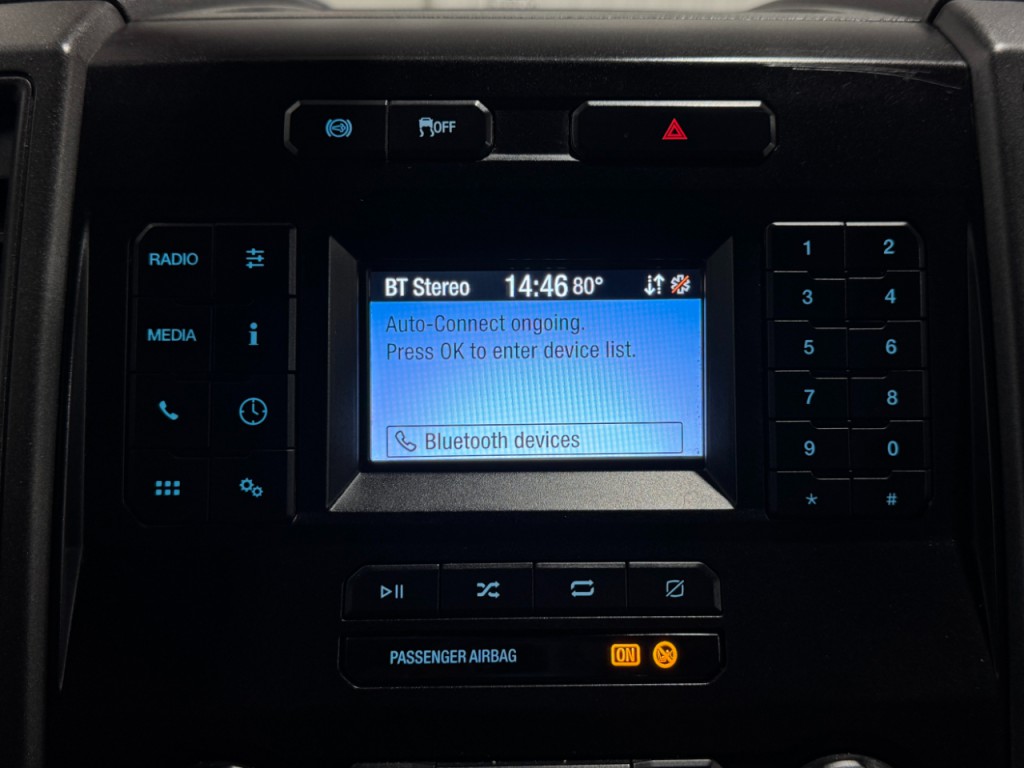 OFF
RADIO
MEDIA
BT Stereo 14:46 80°
Auto-Connect ongoing.
Press OK to enter device list.
Bluetooth devices
1 2
3 4
5 6
7 8
9 0
* #
PASSENGER AIRBAG ON